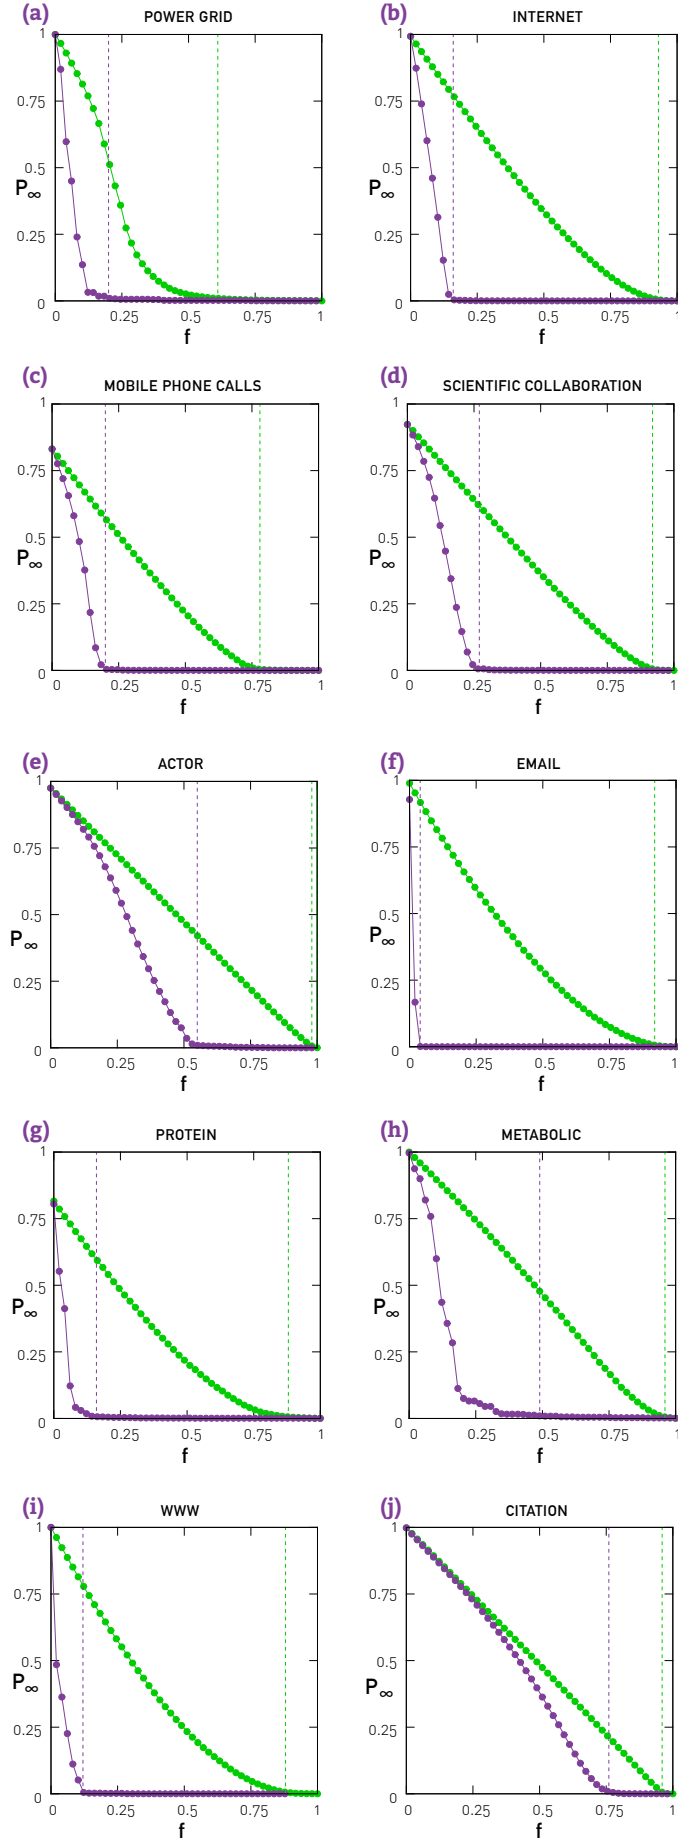 (a) POWER GRID
1
0.75
0.5
P∞
0.25
0
0 0.25 0.5 0.75 1
f
(b) INTERNET
1
0.75
0.5
P∞
0.25
0
0 0.25 0.5 0.75 1
f
(c) MOBILE PHONE CALLS
1
0.75
0.5
P∞
0.25
0
0 0.25 0.5 0.75 1
f
(d) SCIENTIFIC COLLABORATION
1
0.75
0.5
P∞
0.25
0
0 0.25 0.5 0.75 1
f
(e) ACTOR
1
0.75
0.5
P∞
0.25
0
0 0.25 0.5 0.75 1
f
(f) EMAIL
1
0.75
0.5
P∞
0.25
0
0 0.25 0.5 0.75 1
f
(g) PROTEIN
1
0.75
0.5
P∞
0.25
0
0 0.25 0.5 0.75 1
f
(h) METABOLIC
1
0.75
0.5
P∞
0.25
0
0 0.25 0.5 0.75 1
f
(i) WWW
1
0.75
0.5
P∞
0.25
0
0 0.25 0.5 0.75 1
f
(j) CITATION
1
0.75
0.5
P∞
0.25
0
0 0.25 0.5 0.75 1
f